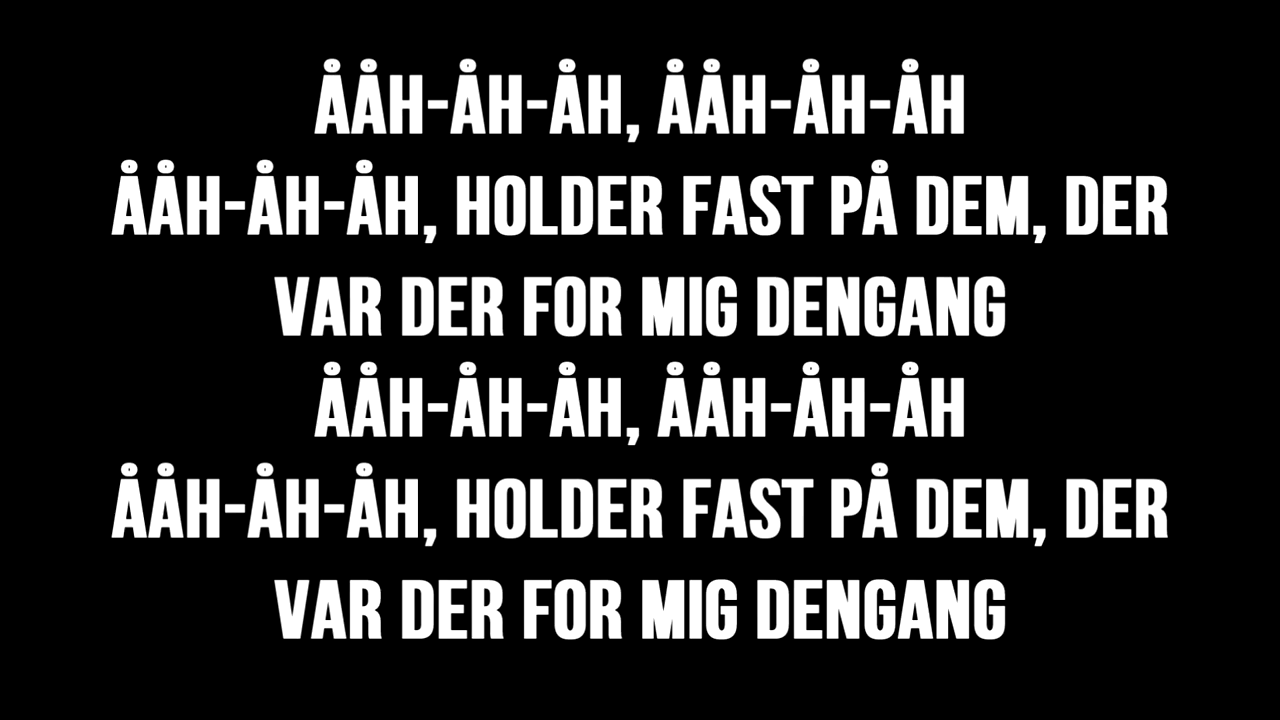 ÅÅH-ÅH-ÅH, ÅÅH-ÅH-ÅH
ÅÅH-ÅH-ÅH, HOLDER FAST PÅ DEM, DER
VAR DER FOR MIG DENGANG
ÅÅH-ÅH-ÅH, ÅÅH-ÅH-ÅH
ÅÅH-ÅH-ÅH, HOLDER FAST PÅ DEM, DER
VAR DER FOR MIG DENGANG